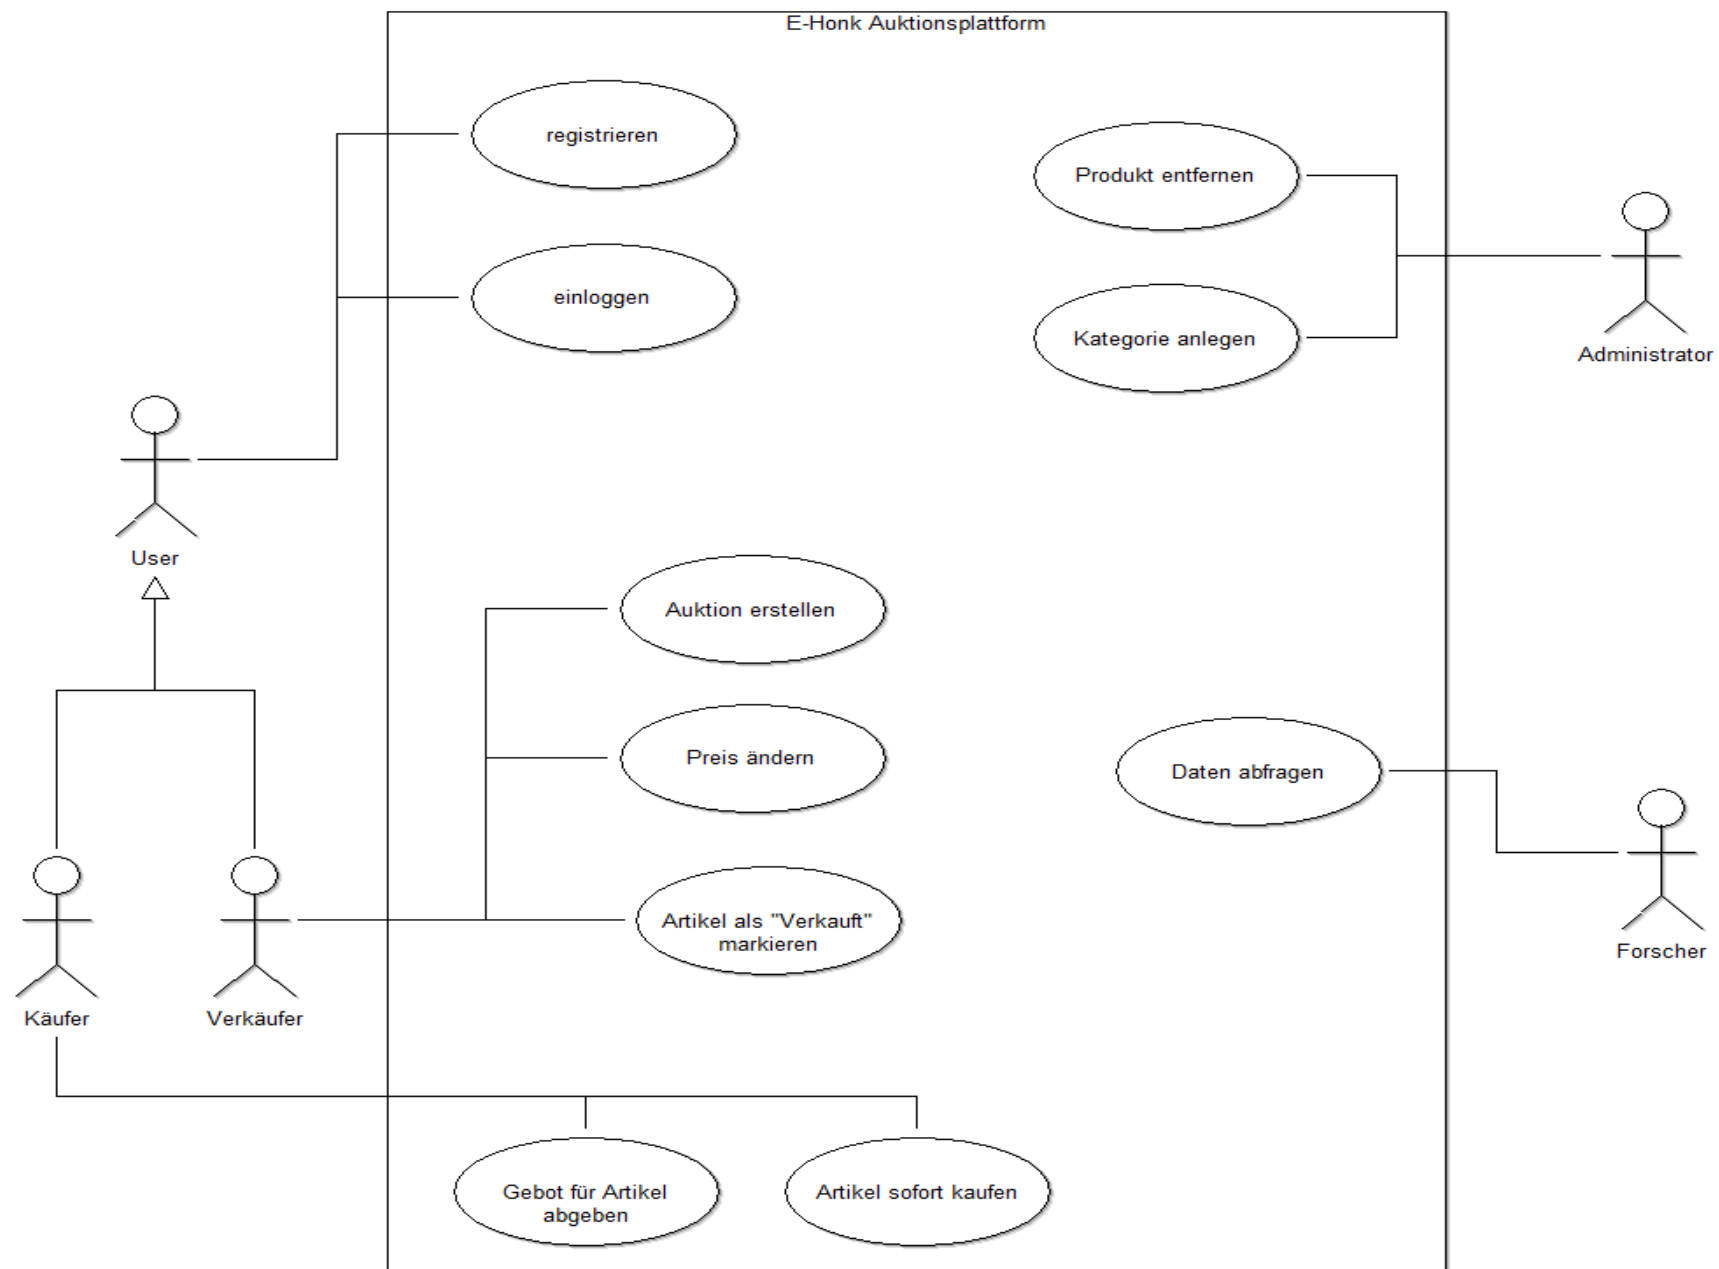 E-Honk Auktionsplattform
registrieren
Produkt entfernen
einloggen
Kategorie anlegen
Administrator
User
Auktion erstellen
Preis ändern
Daten abfragen
Artikel als "Verkauft"
markieren
Forscher
Käufer
Verkäufer
Gebot für Artikel
abgeben
Artikel sofort kaufen